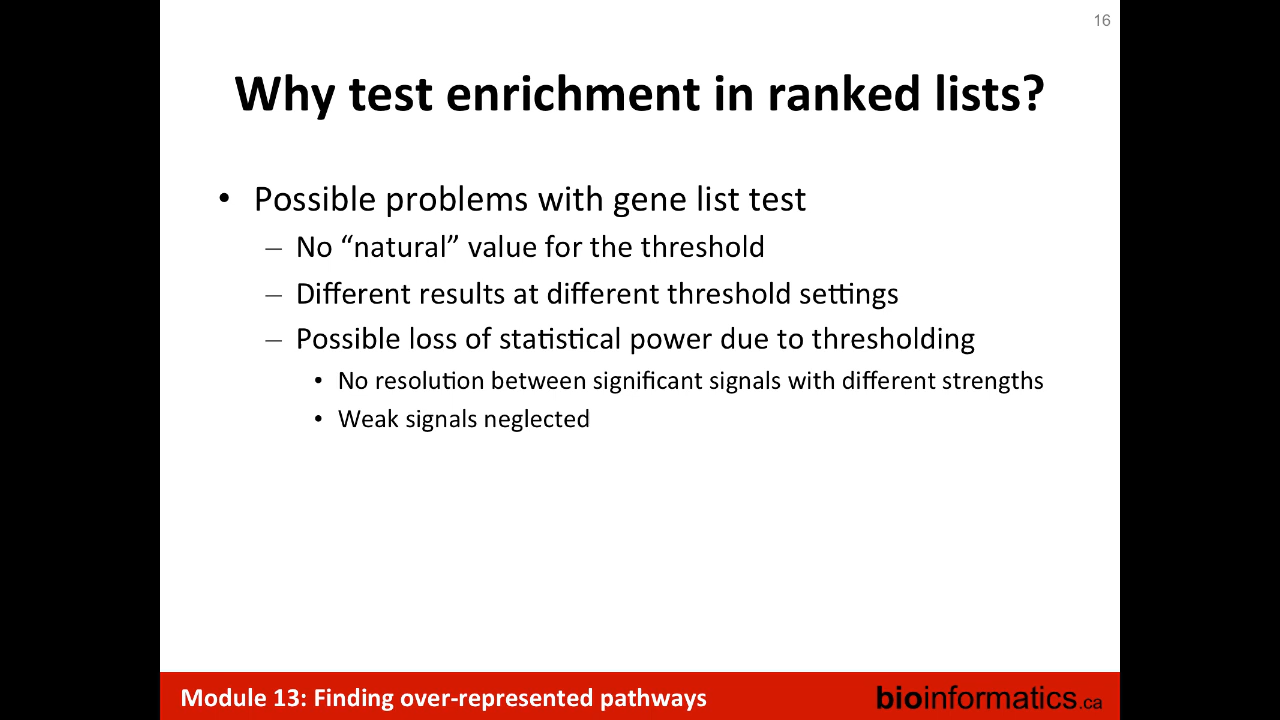 16
Why test enrichment in ranked lists?
• Possible problems with gene list test
– No “natural” value for the threshold
– Different results at different threshold settings
– Possible loss of statistical power due to thresholding
• No resolution between significant signals with different strengths
• Weak signals neglected
Module 13: Finding over-represented pathways
bioinformatics.ca